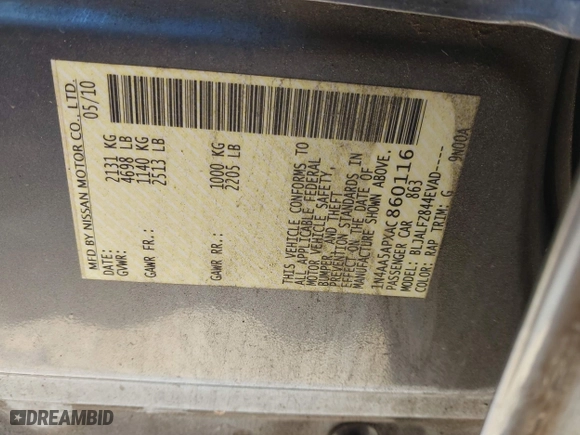 MFD BY NISSAN MOTOR CO., LTD.
DATE: 05/10
GVWR: 2131 KG
4698 LB
GAWR FR.: 1140 KG
2513 LB
GAWR RR.: 1000 KG
2205 LB
THIS VEHICLE CONFORMS TO
ALL APPLICABLE FEDERAL
MOTOR VEHICLE SAFETY,
BUMPER, AND THEFT
PREVENTION STANDARDS IN
EFFECT ON THE DATE OF
MANUFACTURE SHOWN ABOVE.
1N4AA5APXAC860116
PASSENGER CAR 863
MODEL: BLJALF2844EVAD-----
COLOR: RAP TRIM: G 9N00A
DREAMBID